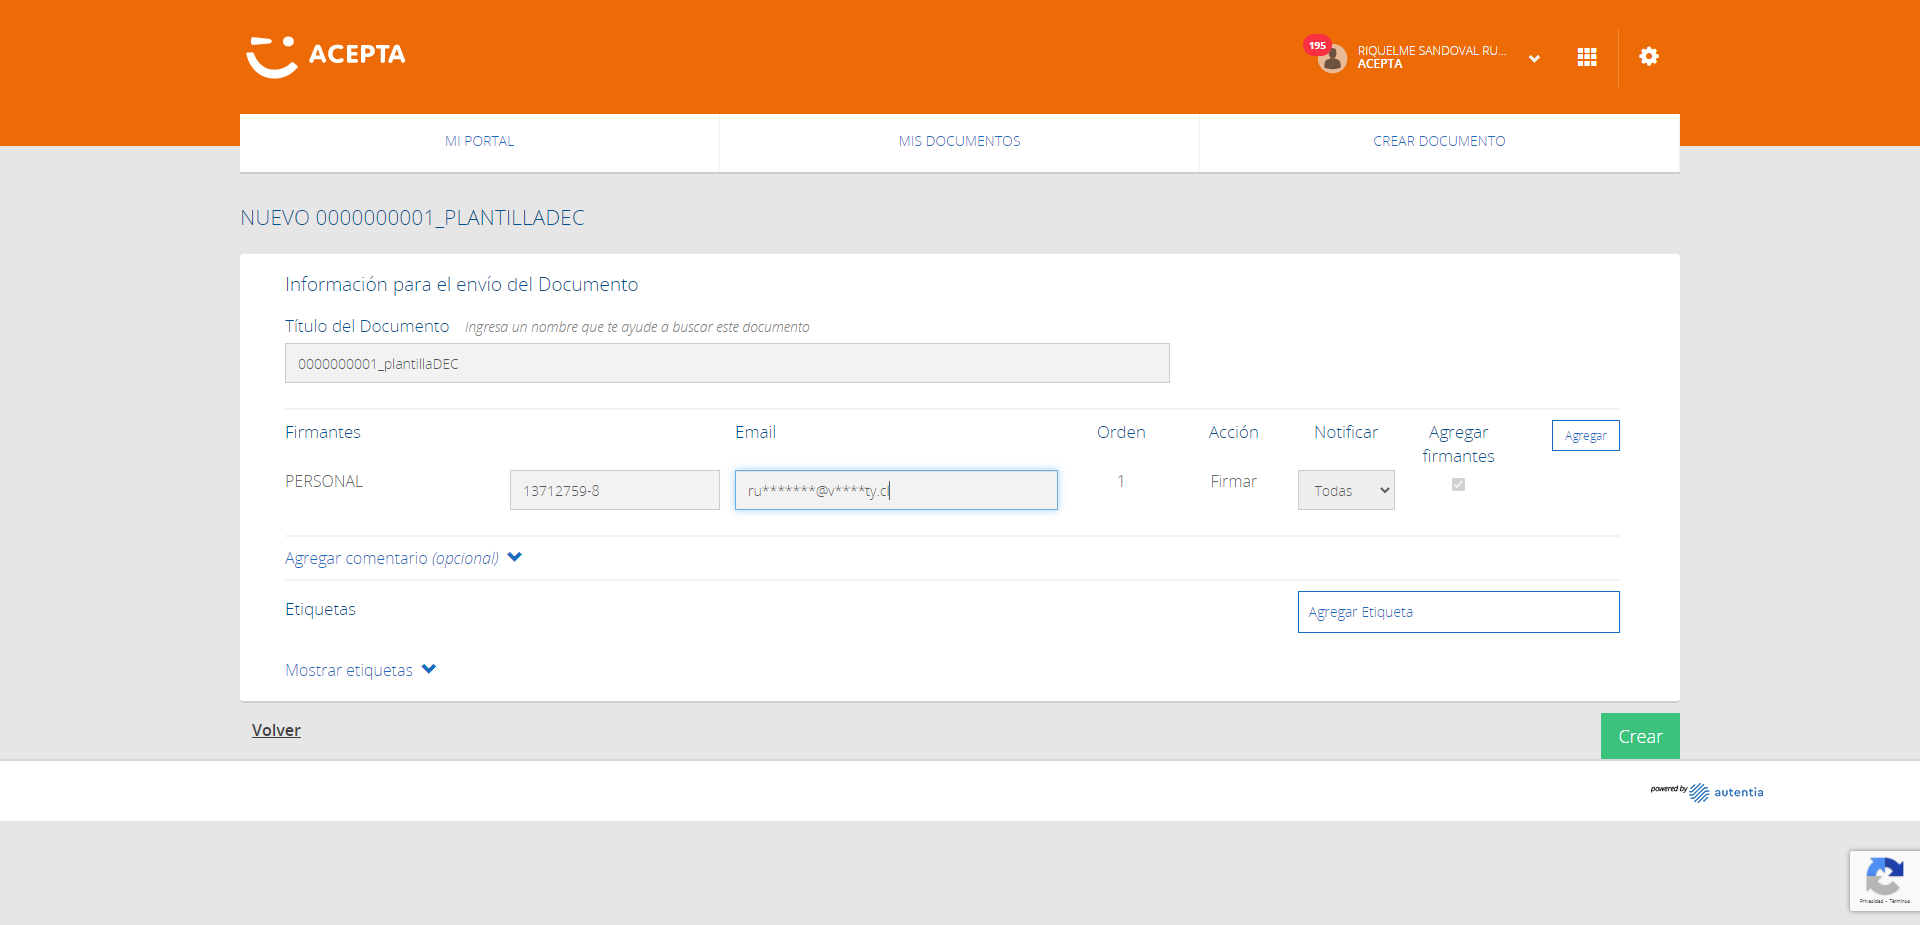 ACEPTA
195
RIQUELME SANDOVAL RU...
ACEPTA
MI PORTAL
MIS DOCUMENTOS
CREAR DOCUMENTO
NUEVO 0000000001_PLANTILLADEC
Información para el envío del Documento
Título del Documento Ingresa un nombre que te ayude a buscar este documento
0000000001_plantillaDEC
Firmantes Email Orden Acción Notificar Agregar firmantes Agregar
PERSONAL 13712759-8 ru*******@v****ty.cl 1 Firmar Todas
Agregar comentario (opcional)
Etiquetas
Agregar Etiqueta
Mostrar etiquetas
Volver
Crear
powered by autentia
Privacidad - Términos